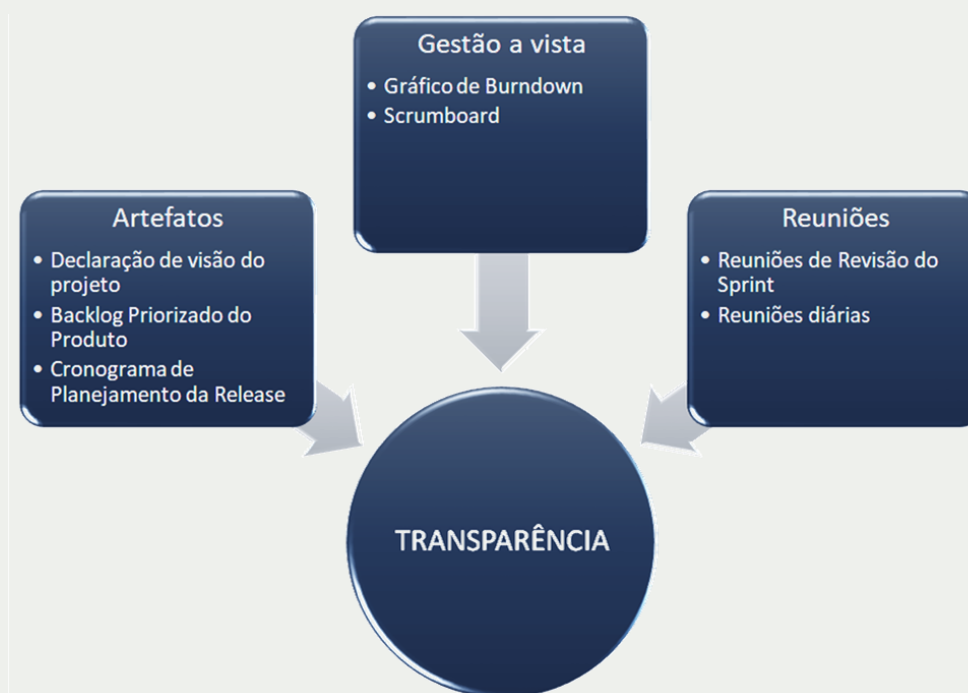 Gestão a vista
• Gráfico de Burndown
• Scrumboard
Artefatos
• Declaração de visão do
projeto
• Backlog Priorizado do
Produto
• Cronograma de
Planejamento da Release
Reuniões
• Reuniões de Revisão do
Sprint
• Reuniões diárias
TRANSPARÊNCIA